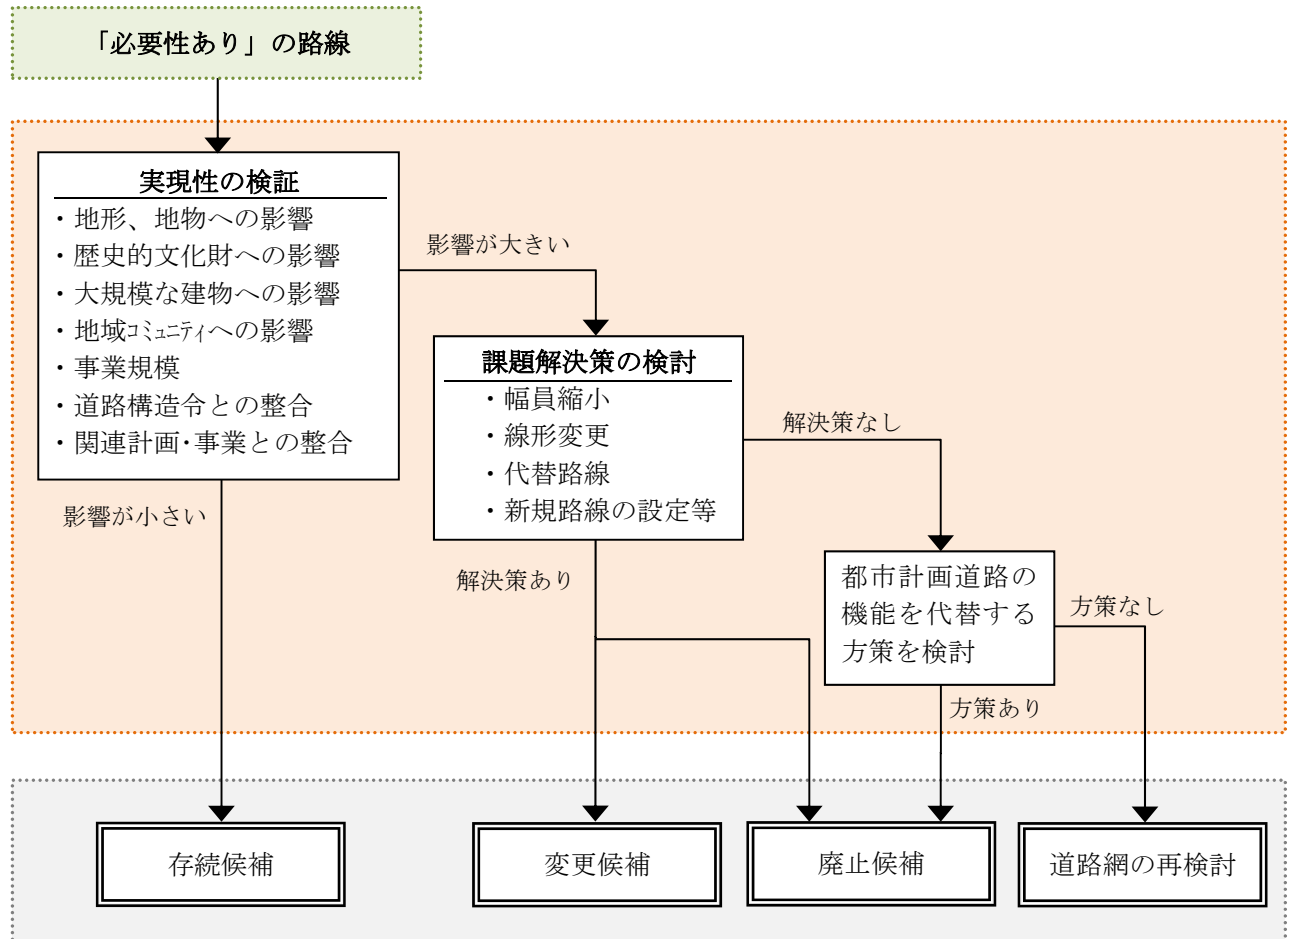 「必要性あり」の路線
実現性の検証
・地形、地物への影響
・歴史的文化財への影響
・大規模な建物への影響
・地域ｺﾐｭﾆﾃｨへの影響
・事業規模
・道路構造令との整合
・関連計画･事業との整合
影響が大きい
影響が小さい
課題解決策の検討
・幅員縮小
・線形変更
・代替路線
・新規路線の設定等
解決策なし
解決策あり
都市計画道路の
機能を代替する
方策を検討
方策なし
方策あり
存続候補
変更候補
廃止候補
道路網の再検討